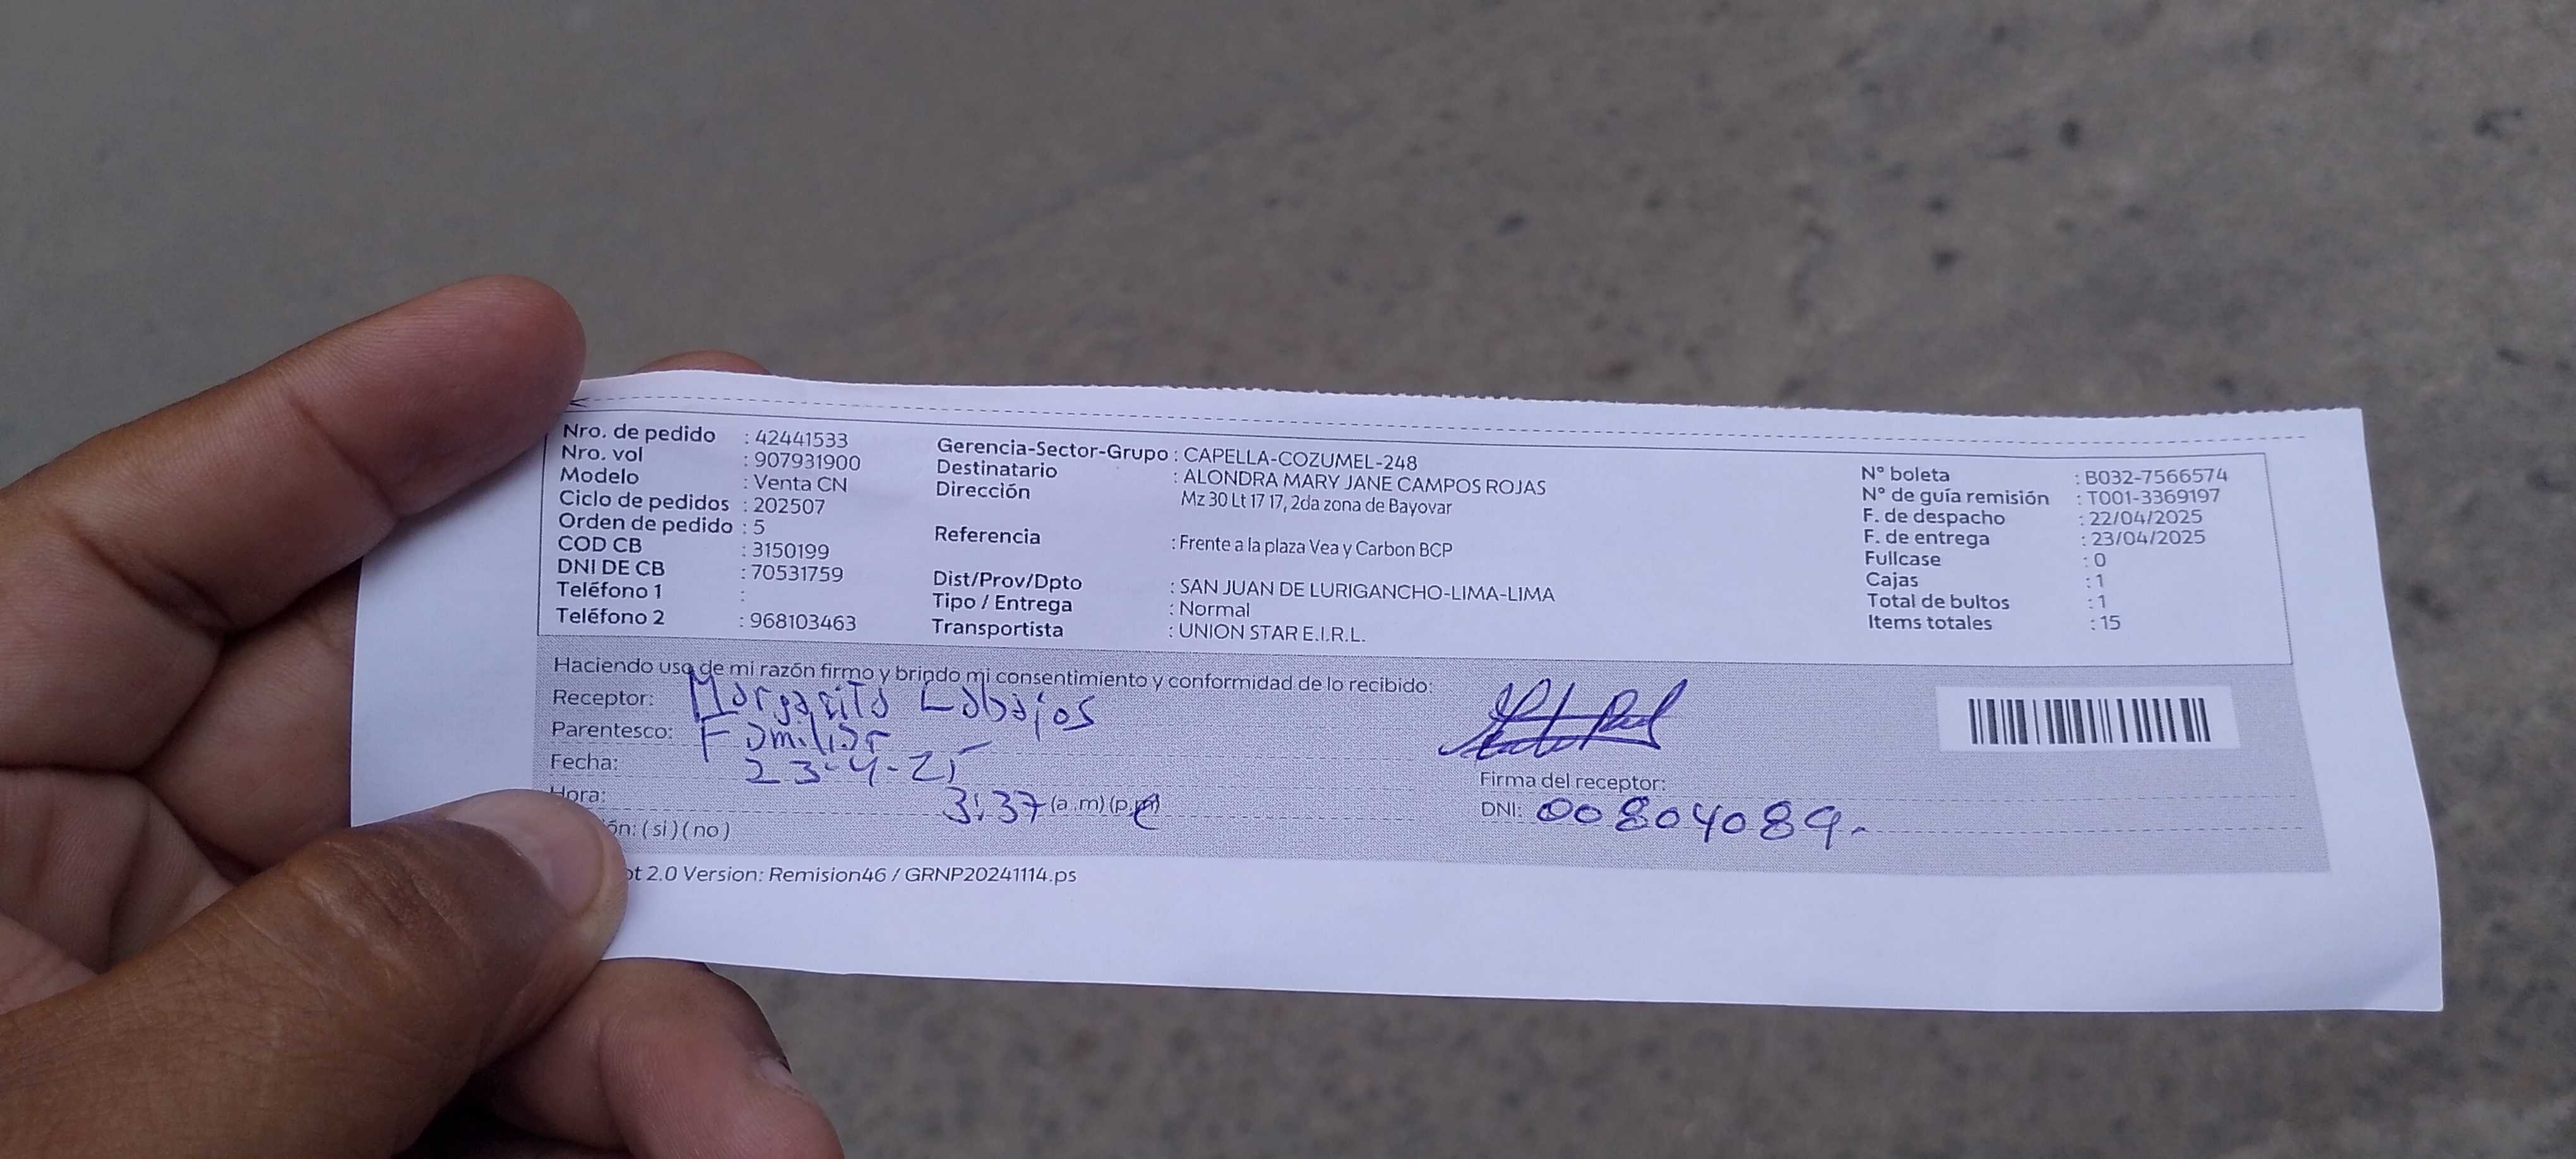 Nro. de pedido : 42441533
Nro. vol : 907931900
Modelo : Venta CN
Ciclo de pedidos : 202507
Orden de pedido : 5
COD CB : 3150199
DNI DE CB : 70531759
Teléfono 1 :
Teléfono 2 : 968103463
Gerencia-Sector-Grupo : CAPELLA-COZUMEL-248
Destinatario : ALONDRA MARY JANE CAMPOS ROJAS
Dirección Mz 30 Lt 17 17, 2da zona de Bayovar
Referencia : Frente a la plaza Vea y Carbon BCP
Dist/Prov/Dpto : SAN JUAN DE LURIGANCHO-LIMA-LIMA
Tipo / Entrega : Normal
Transportista : UNION STAR E.I.R.L.
N° boleta : B032-7566574
N° de guía remisión : T001-3369197
F. de despacho : 22/04/2025
F. de entrega : 23/04/2025
Fullcase : 0
Cajas : 1
Total de bultos : 1
Items totales : 15
Haciendo uso de mi razón firmo y brindo mi consentimiento y conformidad de lo recibido:
Receptor: Margarita Labajos
Parentesco: Familiar
Fecha: 23-4-25
Hora: 3:37 (a.m) (p.m)
ón: ( si ) ( no )
Firma del receptor:
DNI: 00804089.
ot 2.0 Version: Remision46 / GRNP20241114.ps